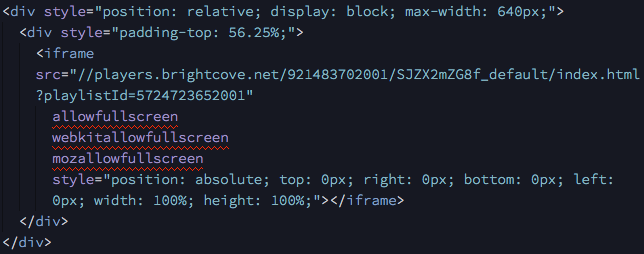 <div style="position: relative; display: block; max-width: 640px;">
<div style="padding-top: 56.25%;">
<iframe
src="//players.brightcove.net/921483702001/SJZX2mZG8f_default/index.html
?playlistId=5724723652001"
allowfullscreen
webkitallowfullscreen
mozallowfullscreen
style="position: absolute; top: 0px; right: 0px; bottom: 0px; left:
0px; width: 100%; height: 100%;"></iframe>
</div>
</div>